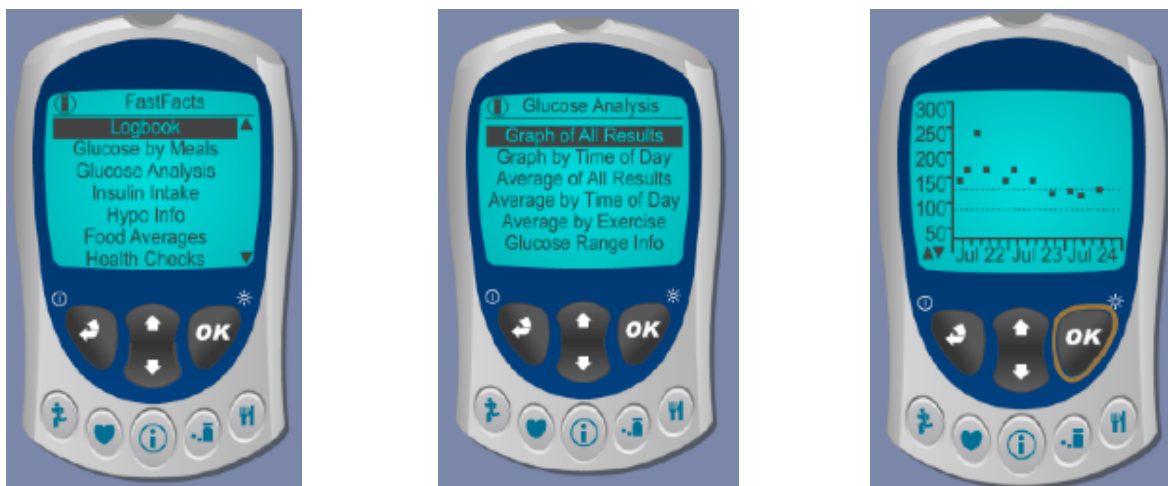 FastFacts
Logbook
Glucose by Meals
Glucose Analysis
Insulin Intake
Hypo Info
Food Averages
Health Checks
OK
Glucose Analysis
Graph of All Results
Graph by Time of Day
Average of All Results
Average by Time of Day
Average by Exercise
Glucose Range Info
OK
300
250
200
150
100
50
Jul 22 Jul 23 Jul 24
OK